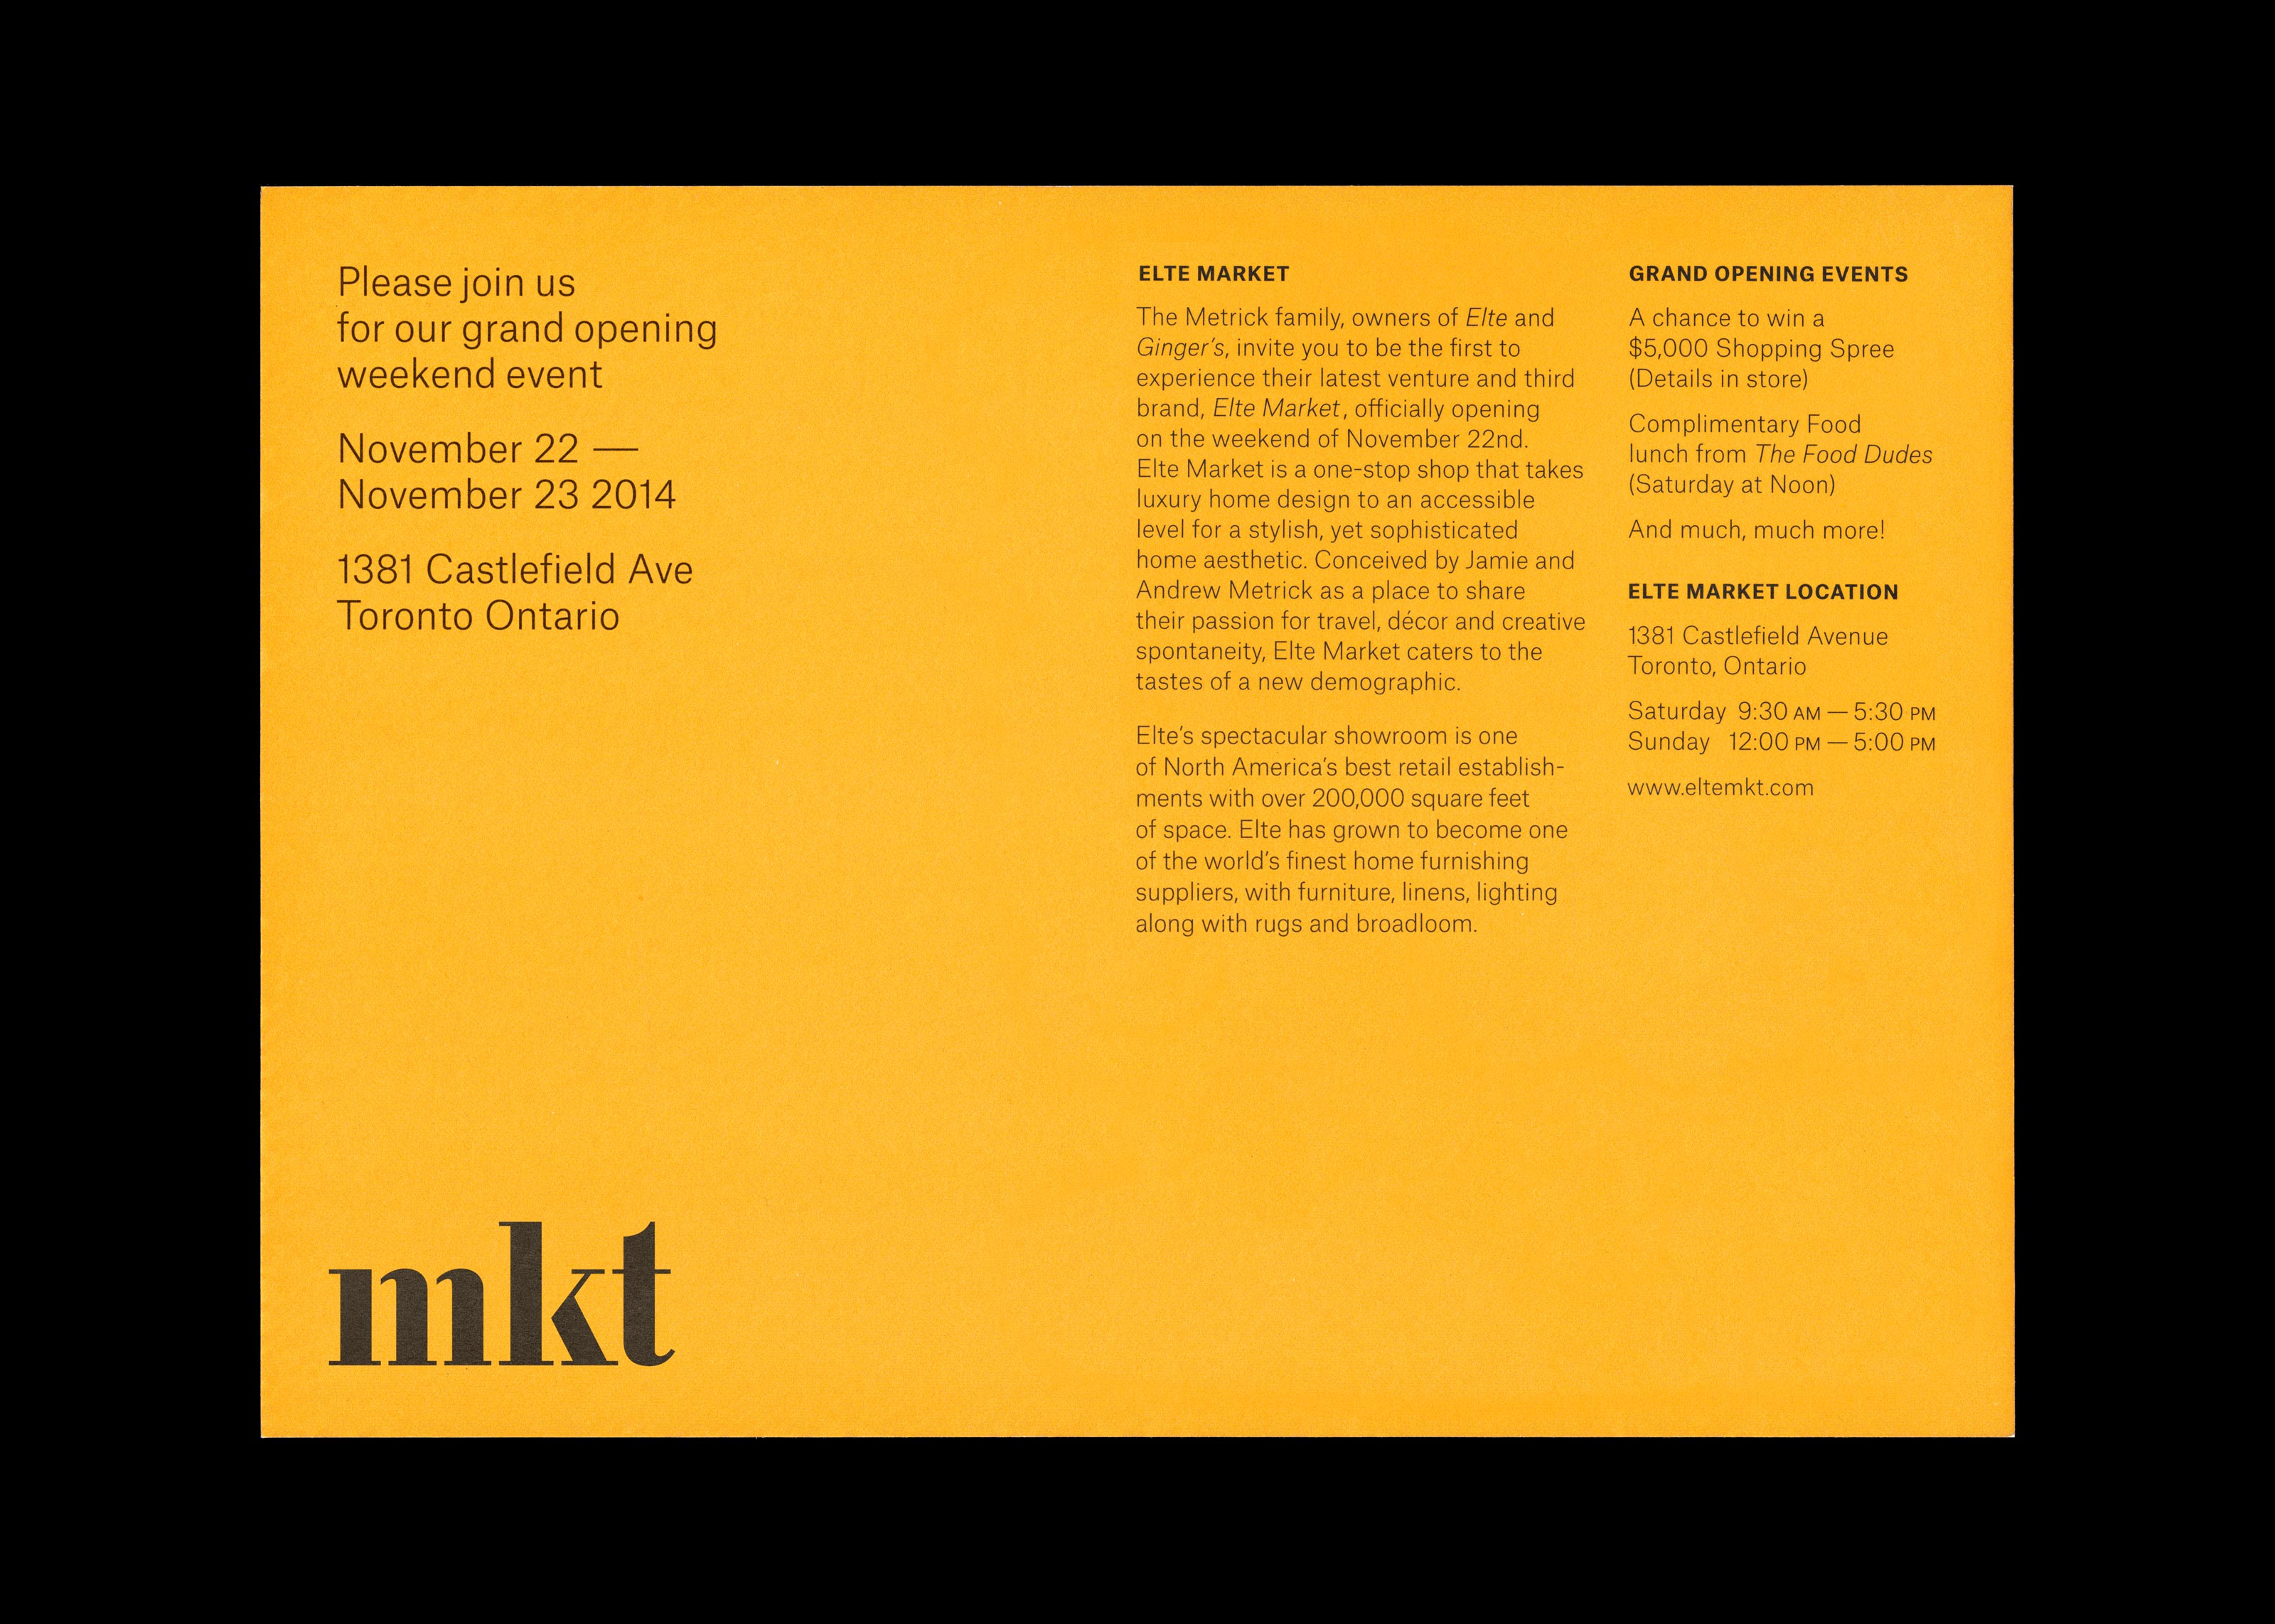 Please join us
for our grand opening
weekend event
November 22 —
November 23 2014
1381 Castlefield Ave
Toronto Ontario
mkt
ELTE MARKET
The Metrick family, owners of Elte and
Ginger's, invite you to be the first to
experience their latest venture and third
brand, Elte Market, officially opening
on the weekend of November 22nd.
Elte Market is a one-stop shop that takes
luxury home design to an accessible
level for a stylish, yet sophisticated
home aesthetic. Conceived by Jamie and
Andrew Metrick as a place to share
their passion for travel, décor and creative
spontaneity, Elte Market caters to the
tastes of a new demographic.
Elte's spectacular showroom is one
of North America's best retail establish-
ments with over 200,000 square feet
of space. Elte has grown to become one
of the world's finest home furnishing
suppliers, with furniture, linens, lighting
along with rugs and broadloom.
GRAND OPENING EVENTS
A chance to win a
$5,000 Shopping Spree
(Details in store)
Complimentary Food
lunch from The Food Dudes
(Saturday at Noon)
And much, much more!
ELTE MARKET LOCATION
1381 Castlefield Avenue
Toronto, Ontario
Saturday 9:30 AM — 5:30 PM
Sunday 12:00 PM — 5:00 PM
www.eltemkt.com